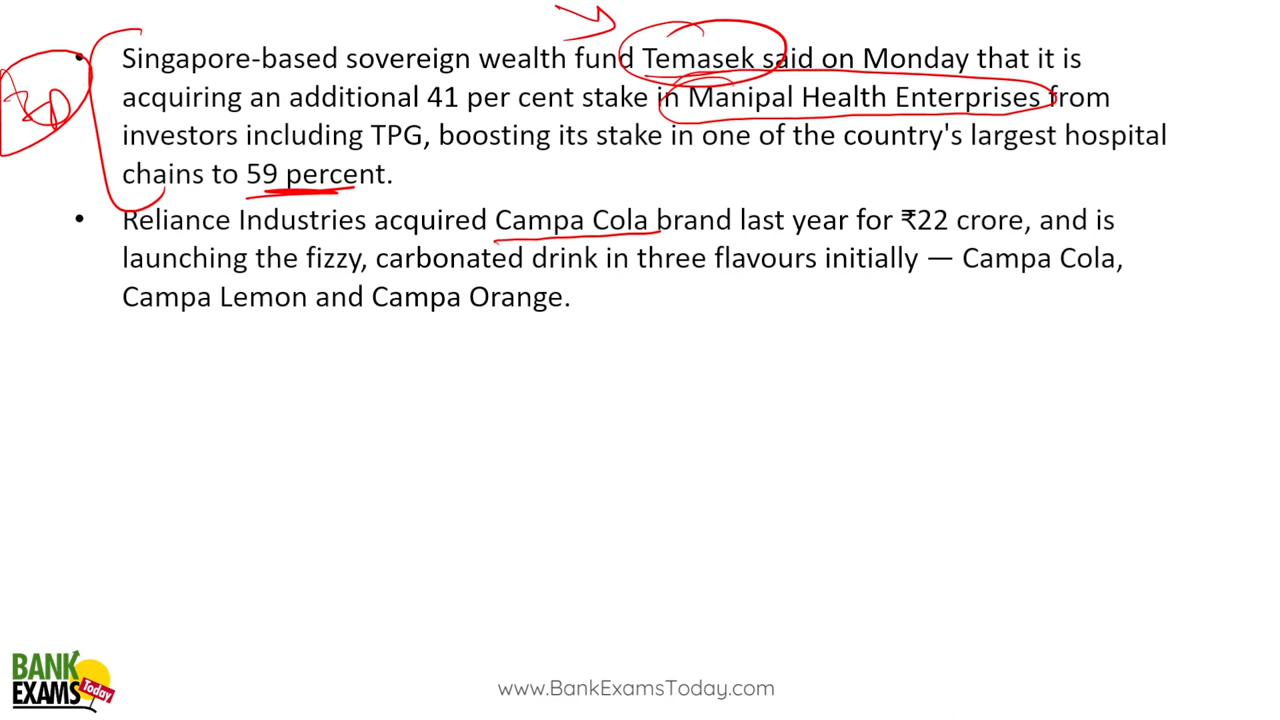 • Singapore-based sovereign wealth fund Temasek said on Monday that it is
acquiring an additional 41 per cent stake in Manipal Health Enterprises from
investors including TPG, boosting its stake in one of the country's largest hospital
chains to 59 percent.
• Reliance Industries acquired Campa Cola brand last year for ₹22 crore, and is
launching the fizzy, carbonated drink in three flavours initially — Campa Cola,
Campa Lemon and Campa Orange.
BANK
EXAMS
Today
www.BankExamsToday.com